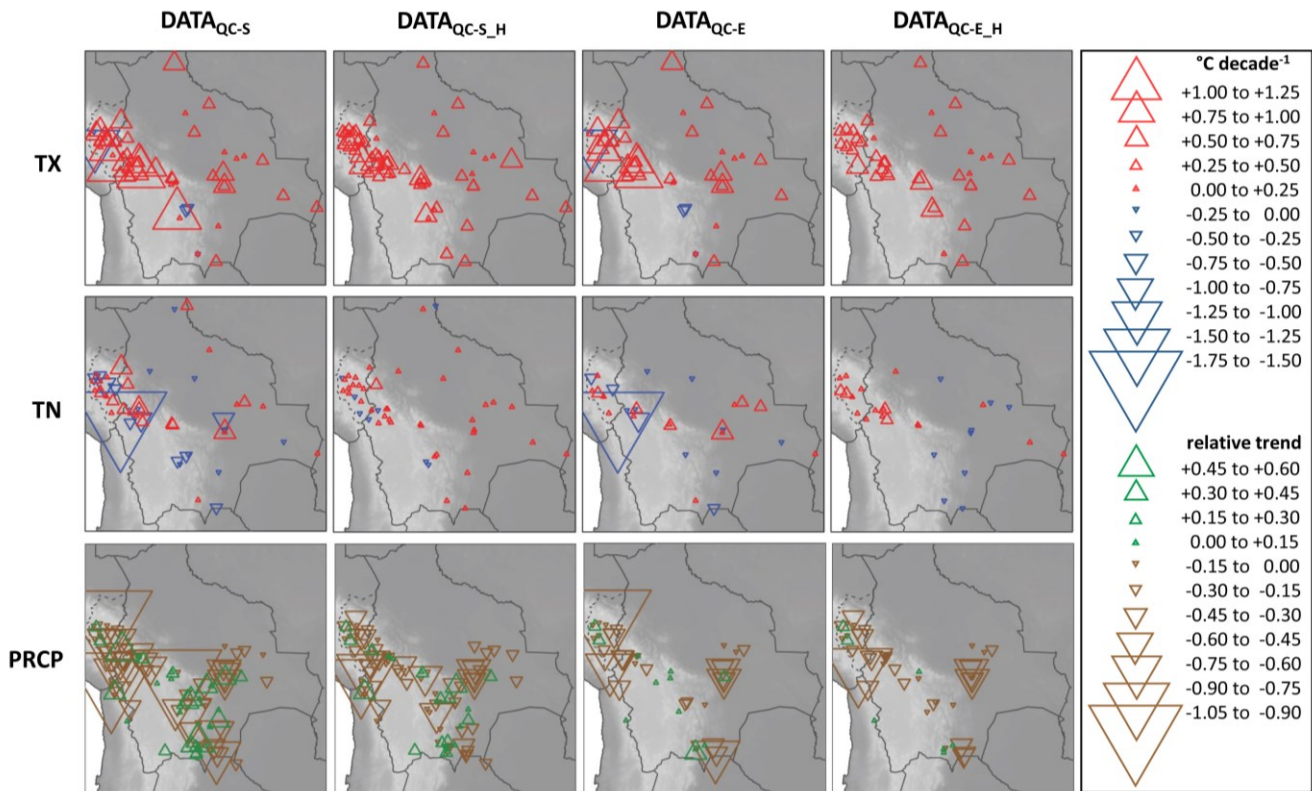 DATAQC-S DATAQC-S_H DATAQC-E DATAQC-E_H
TX
TN
PRCP
°C decade-1
+1.00 to +1.25
+0.75 to +1.00
+0.50 to +0.75
+0.25 to +0.50
0.00 to +0.25
-0.25 to 0.00
-0.50 to -0.25
-0.75 to -0.50
-1.00 to -0.75
-1.25 to -1.00
-1.50 to -1.25
-1.75 to -1.50
relative trend
+0.45 to +0.60
+0.30 to +0.45
+0.15 to +0.30
0.00 to +0.15
-0.15 to 0.00
-0.30 to -0.15
-0.45 to -0.30
-0.60 to -0.45
-0.75 to -0.60
-0.90 to -0.75
-1.05 to -0.90